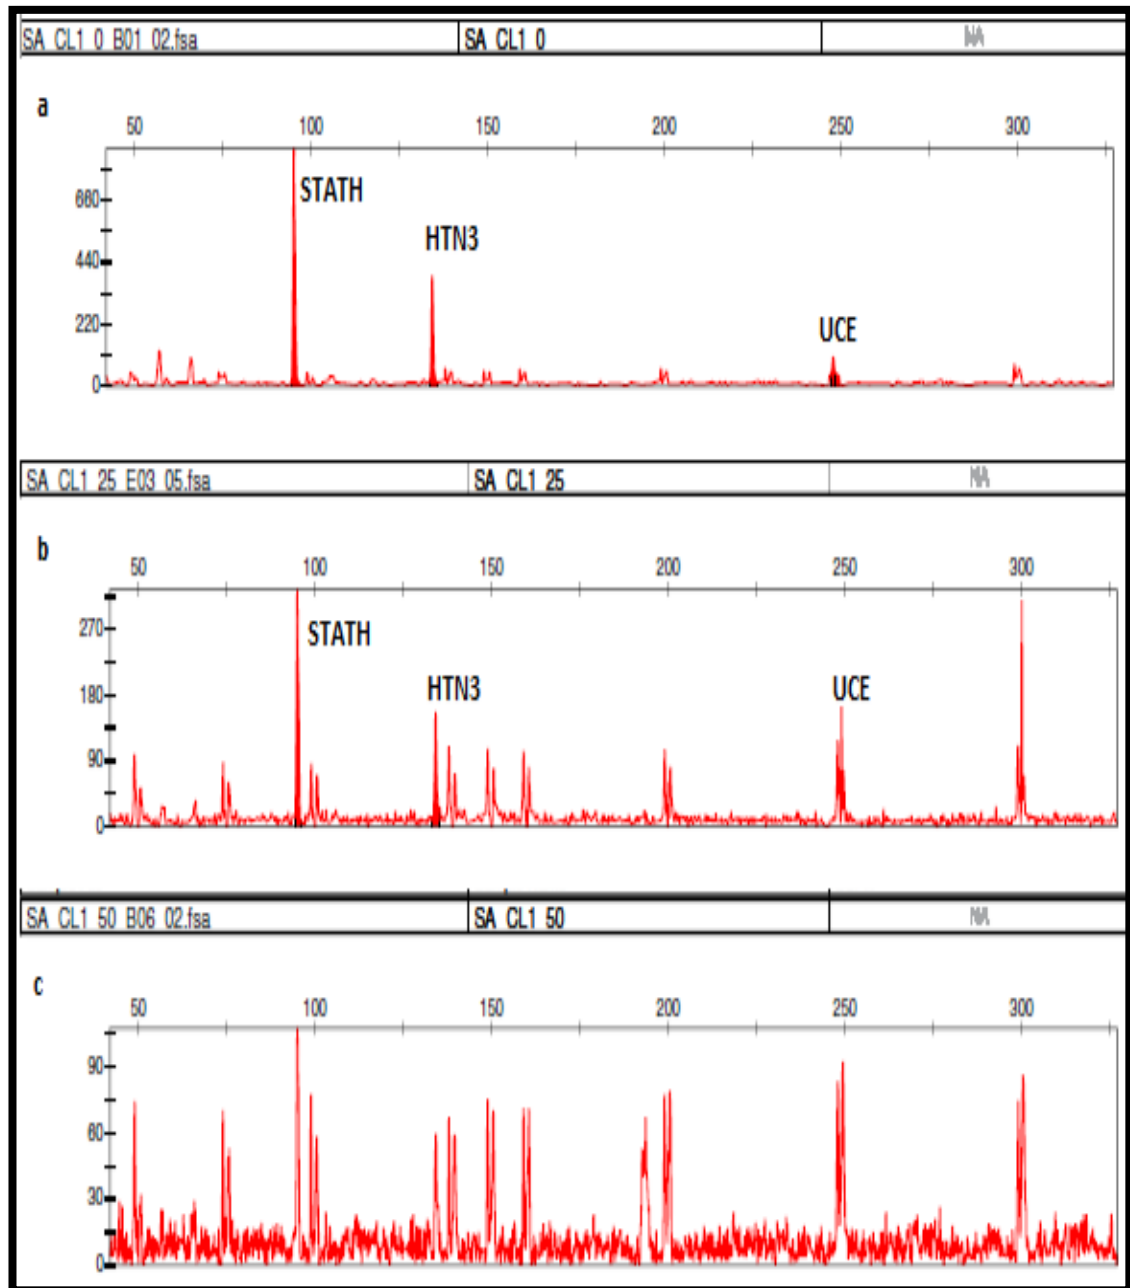 SA_CL1_0_B01_02.fsa SA_CL1_0
a
50 100 150 200 250 300
STATH
660
HTN3
440
UCE
220
0
SA_CL1_25_E03_05.fsa SA_CL1_25
b
50 100 150 200 250 300
270
STATH
HTN3 UCE
180
90
0
SA_CL1_50_B06_02.fsa SA_CL1_50
c
50 100 150 200 250 300
90
60
30
0